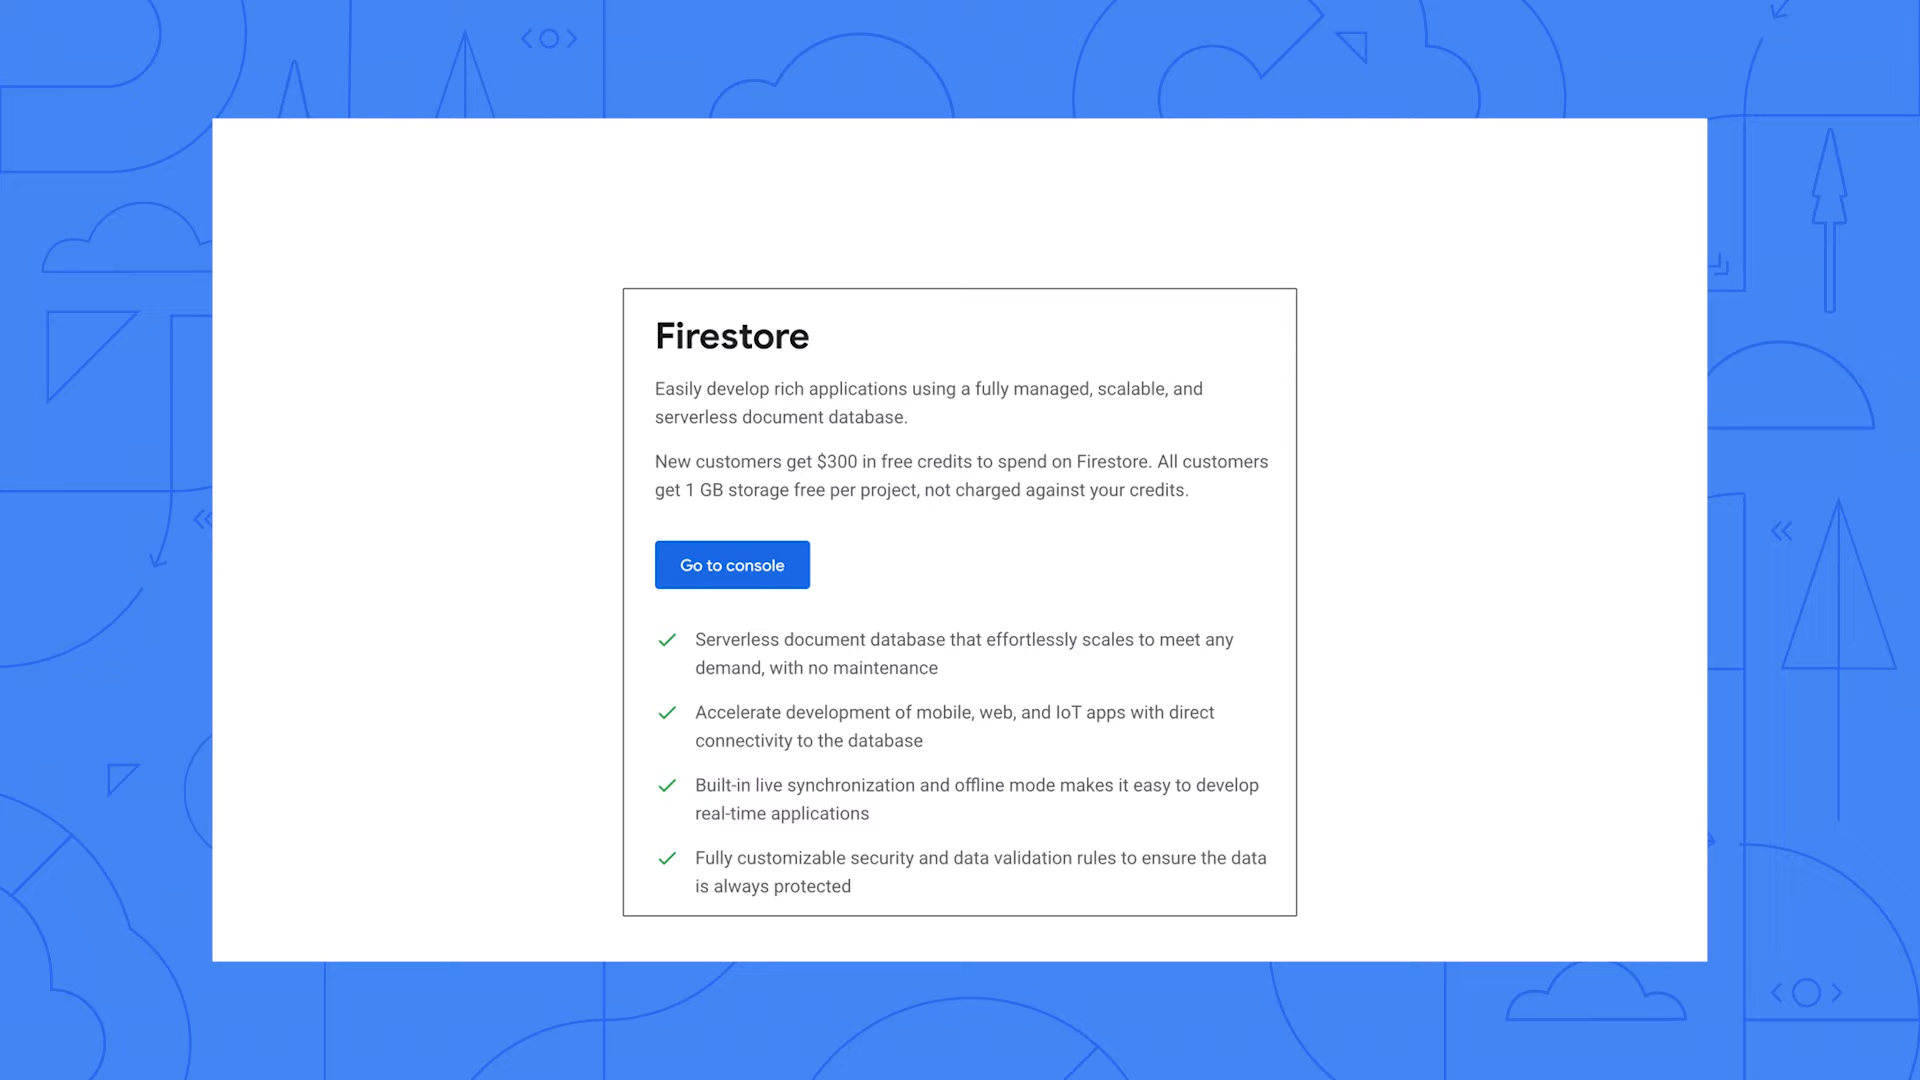 Firestore
Easily develop rich applications using a fully managed, scalable, and
serverless document database.
New customers get $300 in free credits to spend on Firestore. All customers
get 1 GB storage free per project, not charged against your credits.
Go to console
Serverless document database that effortlessly scales to meet any
demand, with no maintenance
Accelerate development of mobile, web, and IoT apps with direct
connectivity to the database
Built-in live synchronization and offline mode makes it easy to develop
real-time applications
Fully customizable security and data validation rules to ensure the data
is always protected